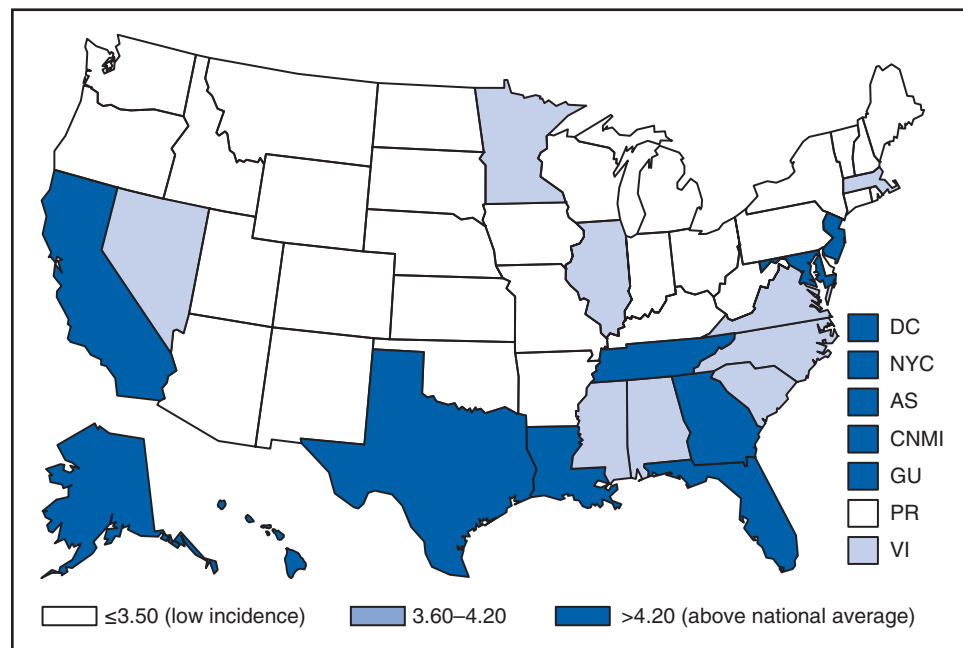 DC
NYC
AS
CNMI
GU
PR
VI
≤3.50 (low incidence) 3.60–4.20 >4.20 (above national average)